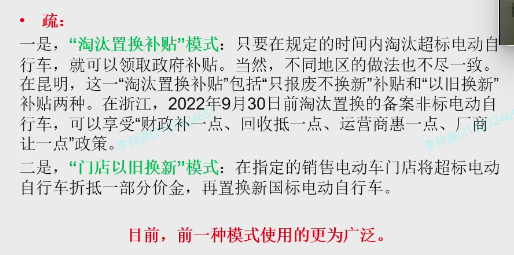 • 疏：
一是，“淘汰置换补贴”模式：只要在规定的时间内淘汰超标电动自
行车，就可以领取政府补贴。当然，不同地区的做法也不尽一致。
在昆明，这一“淘汰置换补贴”包括“只报废不换新”补贴和“以旧换新”
补贴两种。在浙江，2022年9月30日前淘汰置换的备案非标电动自
行车，可以享受“财政补一点、回收抵一点、运营商惠一点、厂商
让一点”政策。
二是，“门店以旧换新”模式：在指定的销售电动车门店将超标电动
自行车折抵一部分价金，再置换新国标电动自行车。
目前，前一种模式使用的更为广泛。